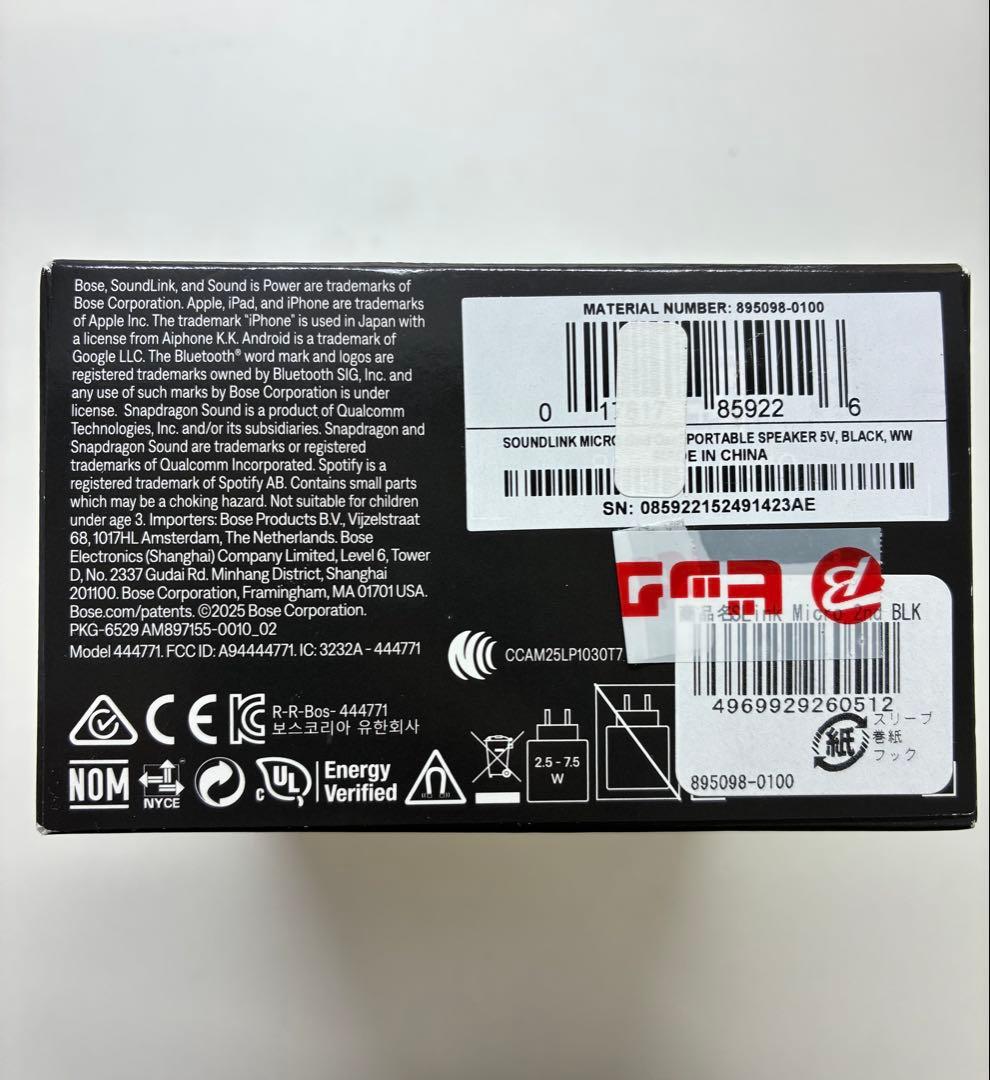 Bose, SoundLink, and Sound is Power are trademarks of
Bose Corporation. Apple, iPad, and iPhone are trademarks
of Apple Inc. The trademark "iPhone" is used in Japan with
a license from Aiphone K.K. Android is a trademark of
Google LLC. The Bluetooth® word mark and logos are
registered trademarks owned by Bluetooth SIG, Inc. and
any use of such marks by Bose Corporation is under
license. Snapdragon Sound is a product of Qualcomm
Technologies, Inc. and/or its subsidiaries. Snapdragon and
Snapdragon Sound are trademarks or registered
trademarks of Qualcomm Incorporated. Spotify is a
registered trademark of Spotify AB. Contains small parts
which may be a choking hazard. Not suitable for children
under age 3. Importers: Bose Products B.V., Vijzelstraat
68, 1017HL Amsterdam, The Netherlands. Bose
Electronics (Shanghai) Company Limited, Level 6, Tower
D, No. 2337 Gudai Rd. Minhang District, Shanghai
201100. Bose Corporation, Framingham, MA 01701 USA.
Bose.com/patents. ©2025 Bose Corporation.
PKG-6529 AM897155-0010_02
Model 444771. FCC ID: A94444771. IC: 3232A-444771
CCAM25LP1030T7
R-R-Bos-444771
보스코리아 유한회사
NOM
NYCE
UL
Energy
Verified
2.5 - 7.5
W
MATERIAL NUMBER: 895098-0100
0 85922 6
SOUNDLINK PORTABLE SPEAKER 5V, BLACK, WW
IN CHINA
SN: 085922152491423AE
商品名 SLink Micro 2nd BLK
4969929260512
紙
スリーブ
巻紙
フック
895098-0100